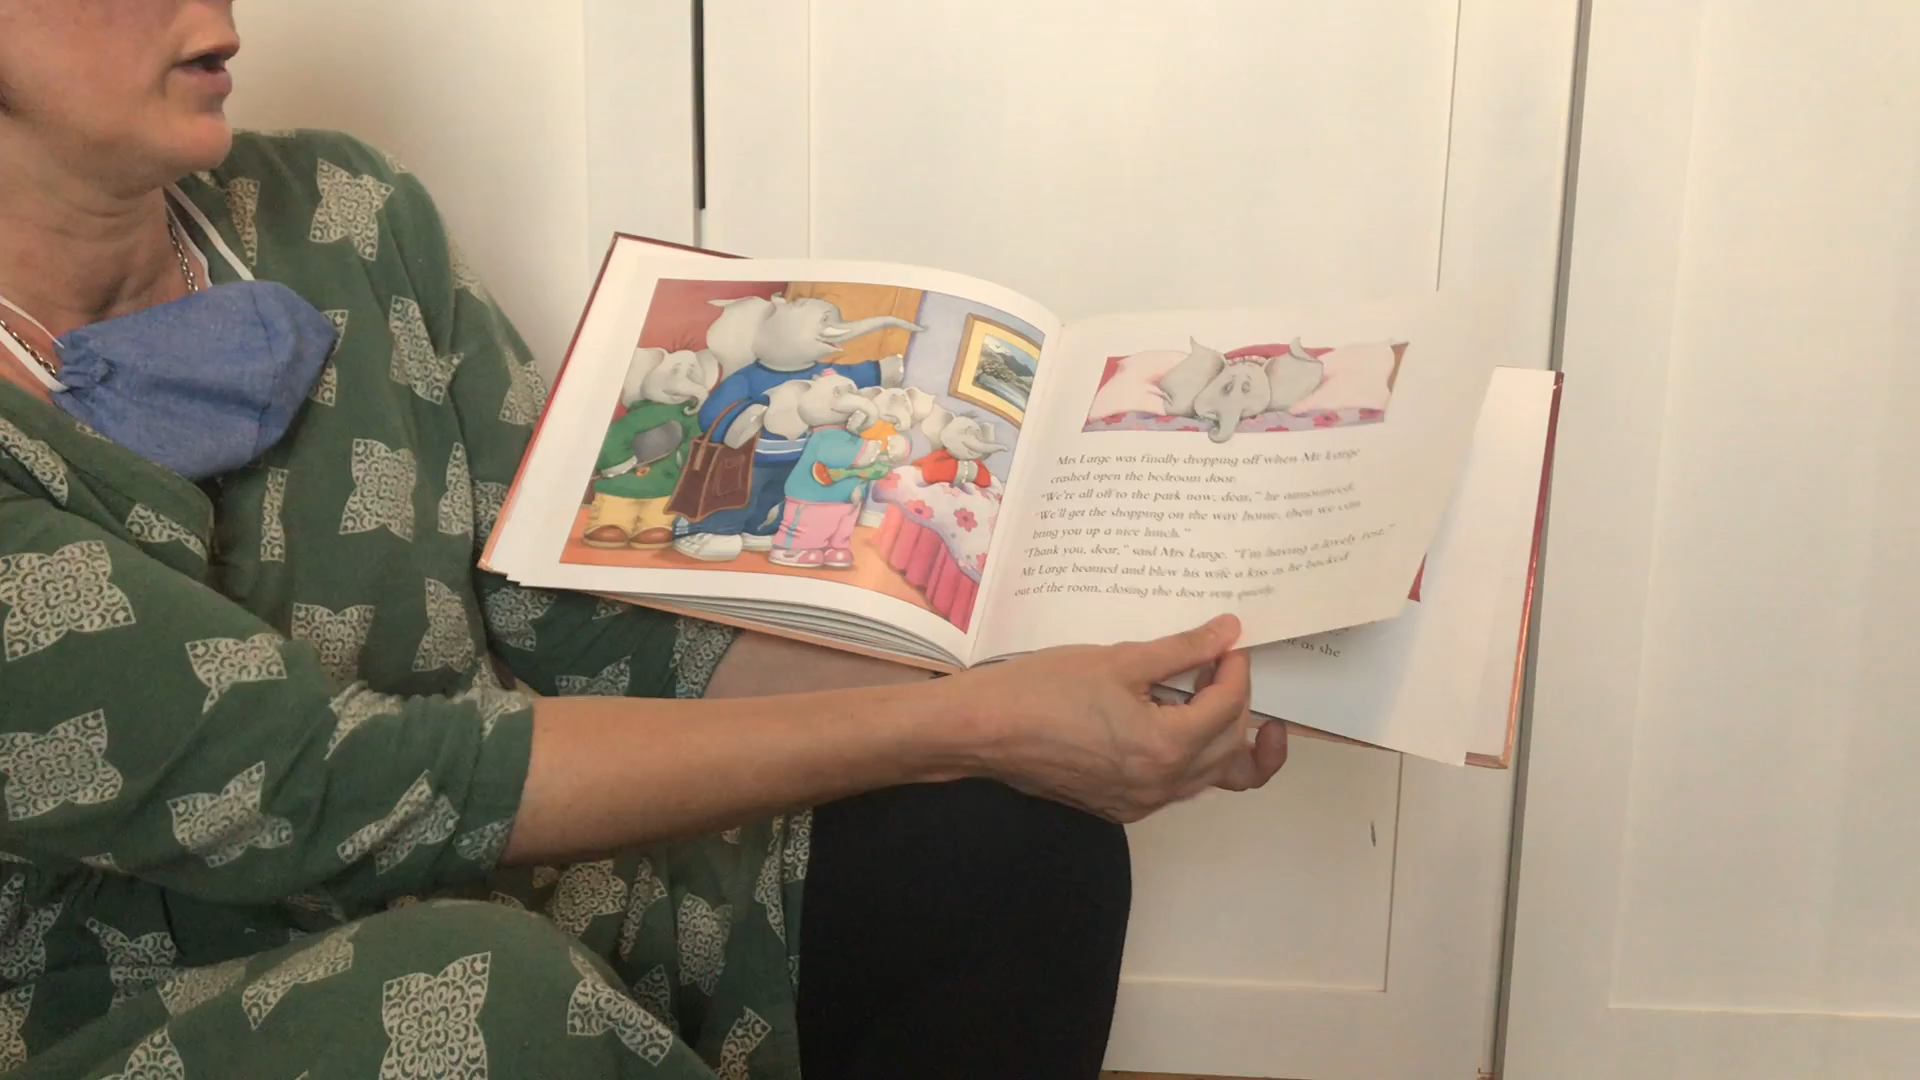 Mrs Large was finally dropping off when Mr Large
crashed open the bedroom door.
"We're all off to the park now, dear," he announced.
"We'll get the shopping on the way home, then we can
bring you up a nice lunch."
"Thank you, dear," said Mrs Large. "I'm having a lovely rest."
Mr Large beamed and blew his wife a kiss as he backed
out of the room, closing the door very quietly.
as she